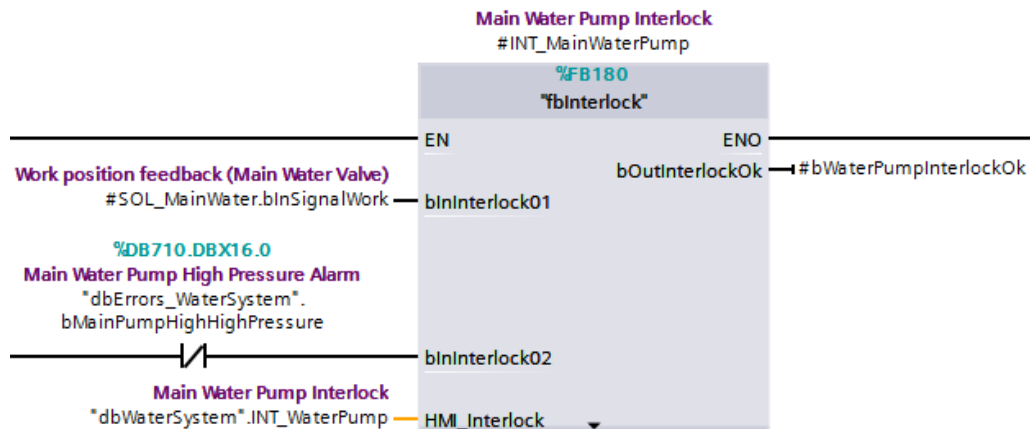 Main Water Pump Interlock
#INT_MainWaterPump
%FB180
"fbInterlock"
EN
ENO
Work position feedback (Main Water Valve)
#SOL_MainWater.bInSignalWork
bInInterlock01
bOutInterlockOk
#bWaterPumpInterlockOk
%DB710.DBX16.0
Main Water Pump High Pressure Alarm
"dbErrors_WaterSystem".
bMainPumpHighHighPressure
bInInterlock02
Main Water Pump Interlock
"dbWaterSystem".INT_WaterPump
HMI_Interlock